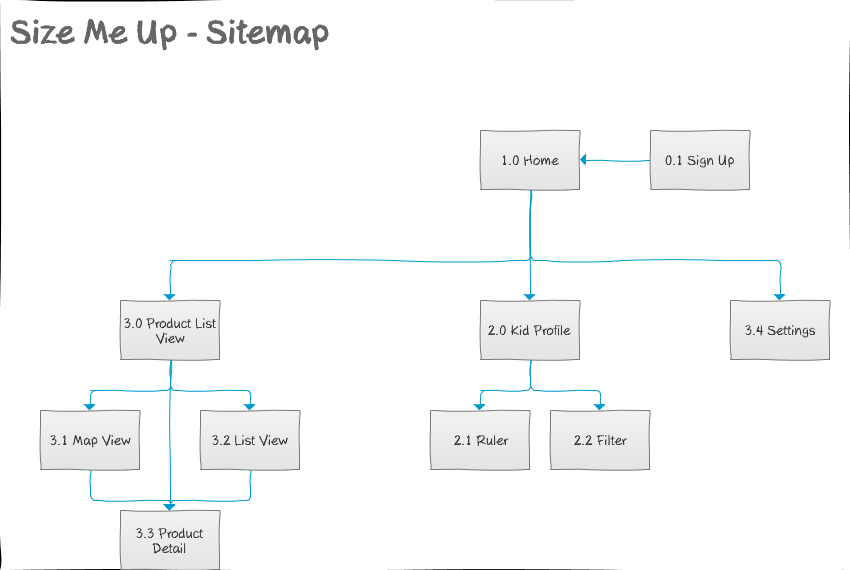 Size Me Up - Sitemap
1.0 Home
0.1 Sign Up
3.0 Product List
View
2.0 Kid Profile
3.4 Settings
3.1 Map View
3.2 List View
2.1 Ruler
2.2 Filter
3.3 Product
Detail